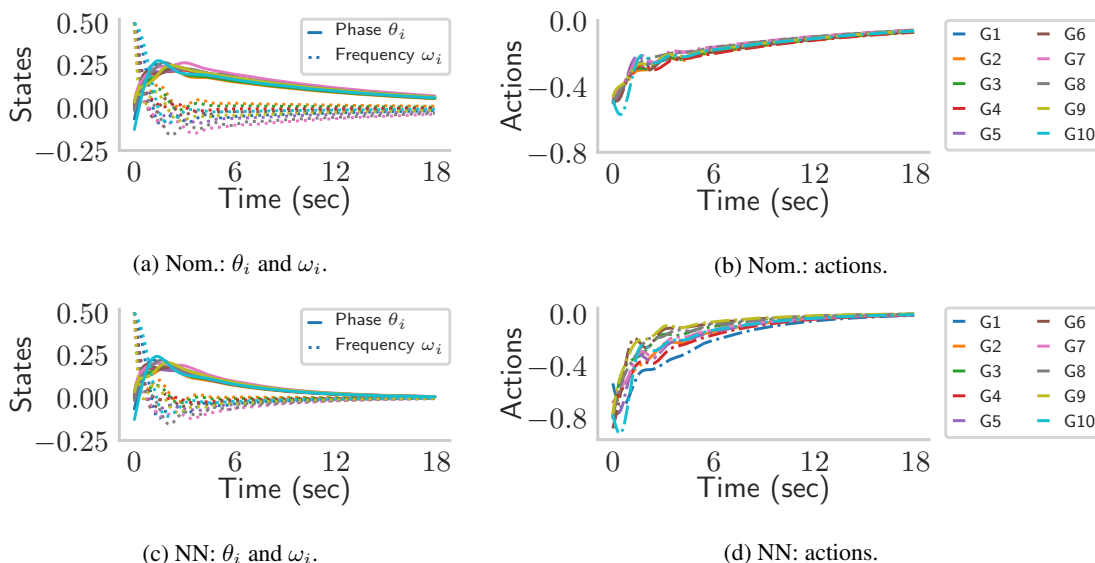 States
0.50
0.25
0.00
−0.25
0
6
12
18
Time (sec)
Phase θi
Frequency ωi
(a) Nom.: θi and ωi.
Actions
0.0
−0.4
−0.8
0
6
12
18
Time (sec)
G1 G6
G2 G7
G3 G8
G4 G9
G5 G10
(b) Nom.: actions.
States
0.50
0.25
0.00
−0.25
0
6
12
18
Time (sec)
Phase θi
Frequency ωi
(c) NN: θi and ωi.
Actions
0.0
−0.4
−0.8
0
6
12
18
Time (sec)
G1 G6
G2 G7
G3 G8
G4 G9
G5 G10
(d) NN: actions.